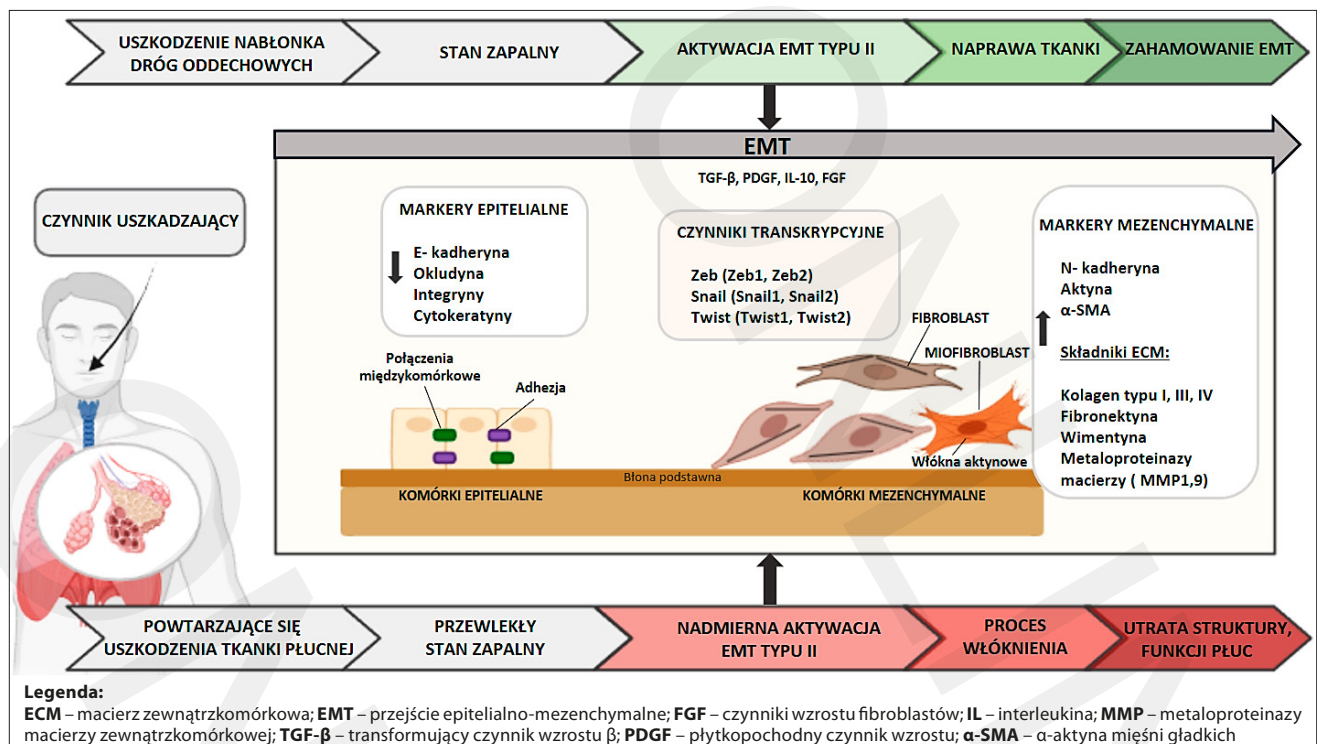 USZKODZENIE NABŁONKA
DRÓG ODDECHOWYCH
STAN ZAPALNY
AKTYWACJA EMT TYPU II
NAPRAWA TKANKI
ZAHAMOWANIE EMT
EMT
TGF-β, PDGF, IL-10, FGF
CZYNNIK USZKADZAJĄCY
MARKERY EPITELIALNE
E- kadheryna
Okludyna
Integryny
Cytokeratyny
CZYNNIKI TRANSKRYPCYJNE
Zeb (Zeb1, Zeb2)
Snail (Snail1, Snail2)
Twist (Twist1, Twist2)
MARKERY MEZENCHYMALNE
N- kadheryna
Aktyna
α-SMA
Składniki ECM:
Kolagen typu I, III, IV
Fibronektyna
Wimentyna
Metaloproteinazy
macierzy ( MMP1,9)
FIBROBLAST
MIOFIBROBLAST
Połączenia
międzykomórkowe
Adhezja
Włókna aktynowe
Błona podstawna
KOMÓRKI EPITELIALNE
KOMÓRKI MEZENCHYMALNE
POWTARZAJĄCE SIĘ
USZKODZENIA TKANKI PŁUCNEJ
PRZEWLEKŁY
STAN ZAPALNY
NADMIERNA AKTYWACJA
EMT TYPU II
PROCES
WŁÓKNIENIA
UTRATA STRUKTURY,
FUNKCJI PŁUC
Legenda:
ECM – macierz zewnątrzkomórkowa; EMT – przejście epitelialno-mezenchymalne; FGF – czynniki wzrostu fibroblastów; IL – interleukina; MMP – metaloproteinazy
macierzy zewnątrzkomórkowej; TGF-β – transformujący czynnik wzrostu β; PDGF – płytkopochodny czynnik wzrostu; α-SMA – α-aktyna mięśni gładkich